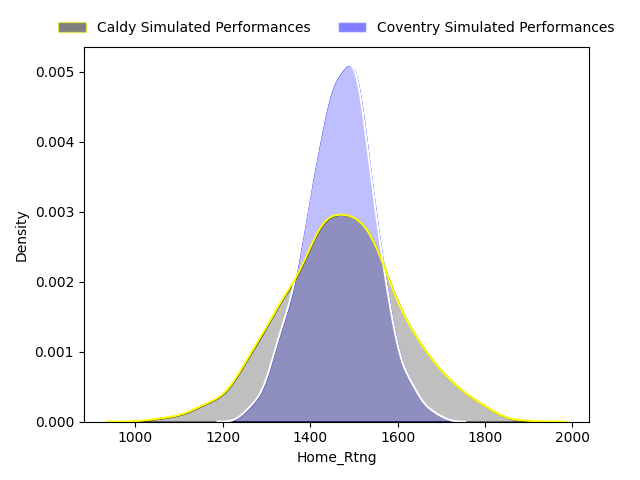 Caldy Simulated Performances
Coventry Simulated Performances
0.005
0.004
0.003
0.002
0.001
0.000
Density
1000 1200 1400 1600 1800 2000
Home_Rtng